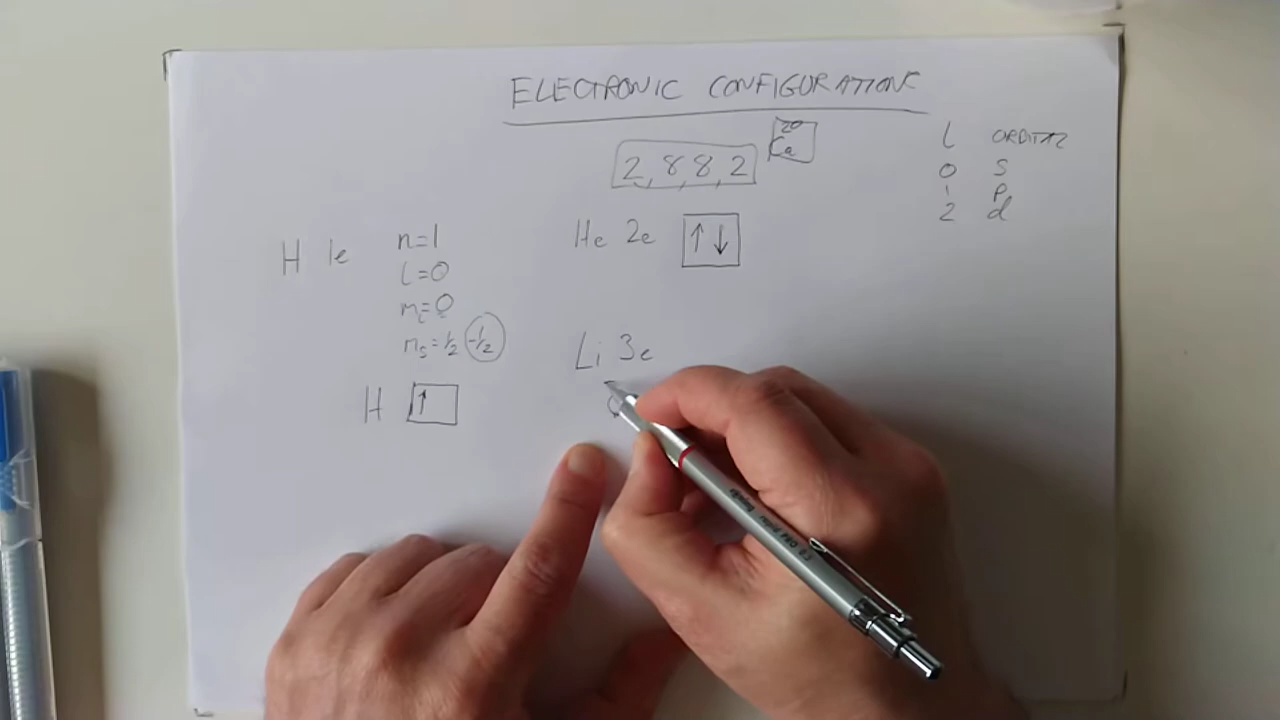 ELECTRONIC CONFIGURATIONS
2, 8, 8, 2
20
Ca
L ORBITAL
0 S
1 P
2 d
H 1e
n=1
l=0
mL=0
ms=1/2 -1/2
He 2e ↑↓
Li 3e
H ↑